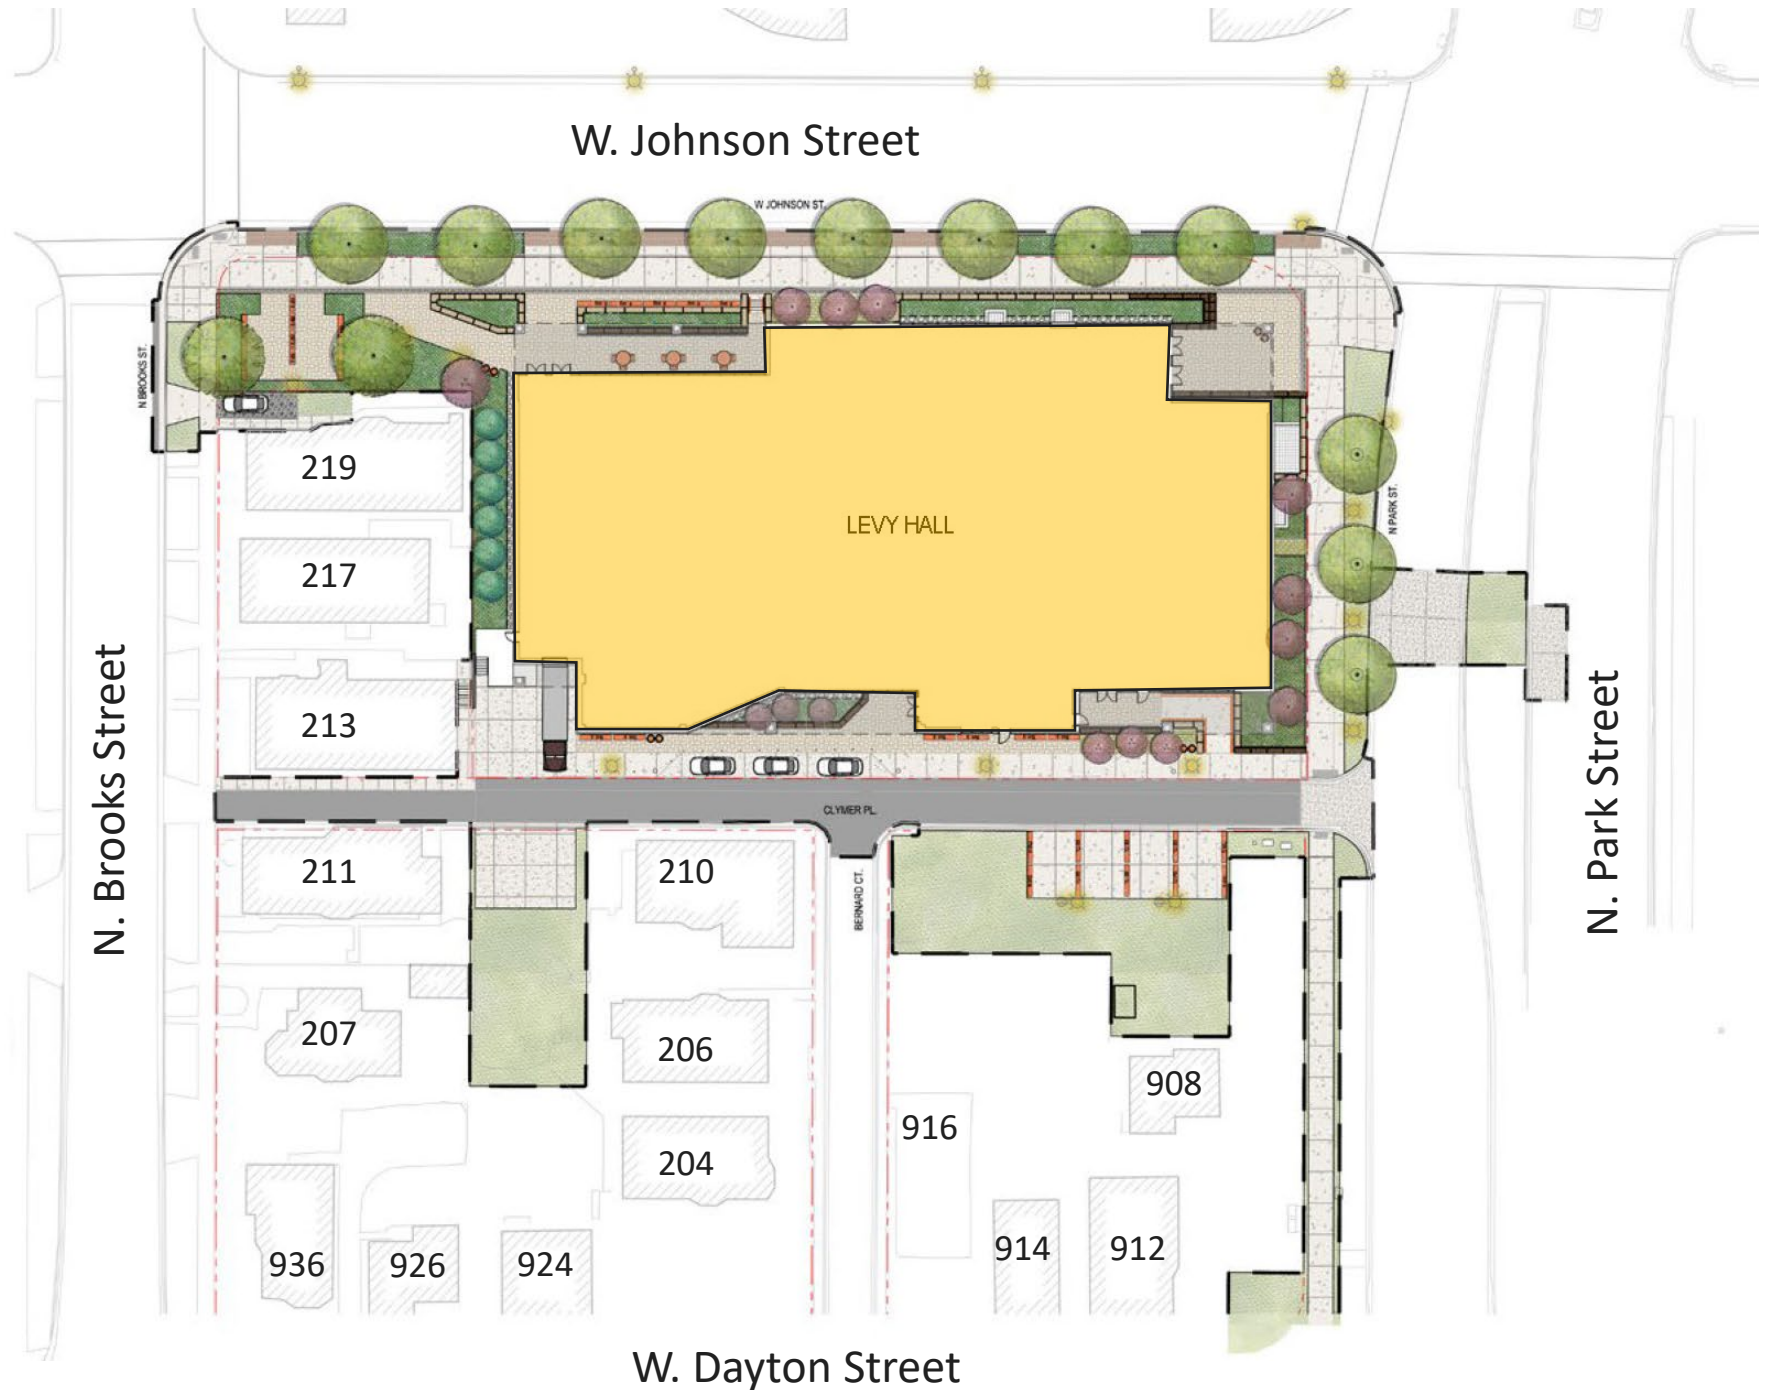 W. Johnson Street
W JOHNSON ST.
N BROOKS ST.
219
LEVY HALL
N PARK ST.
217
N. Brooks Street
213
N. Park Street
CLYMER PL.
211
210
BERNARD CT.
207
206
908
916
204
936
926
924
914
912
W. Dayton Street